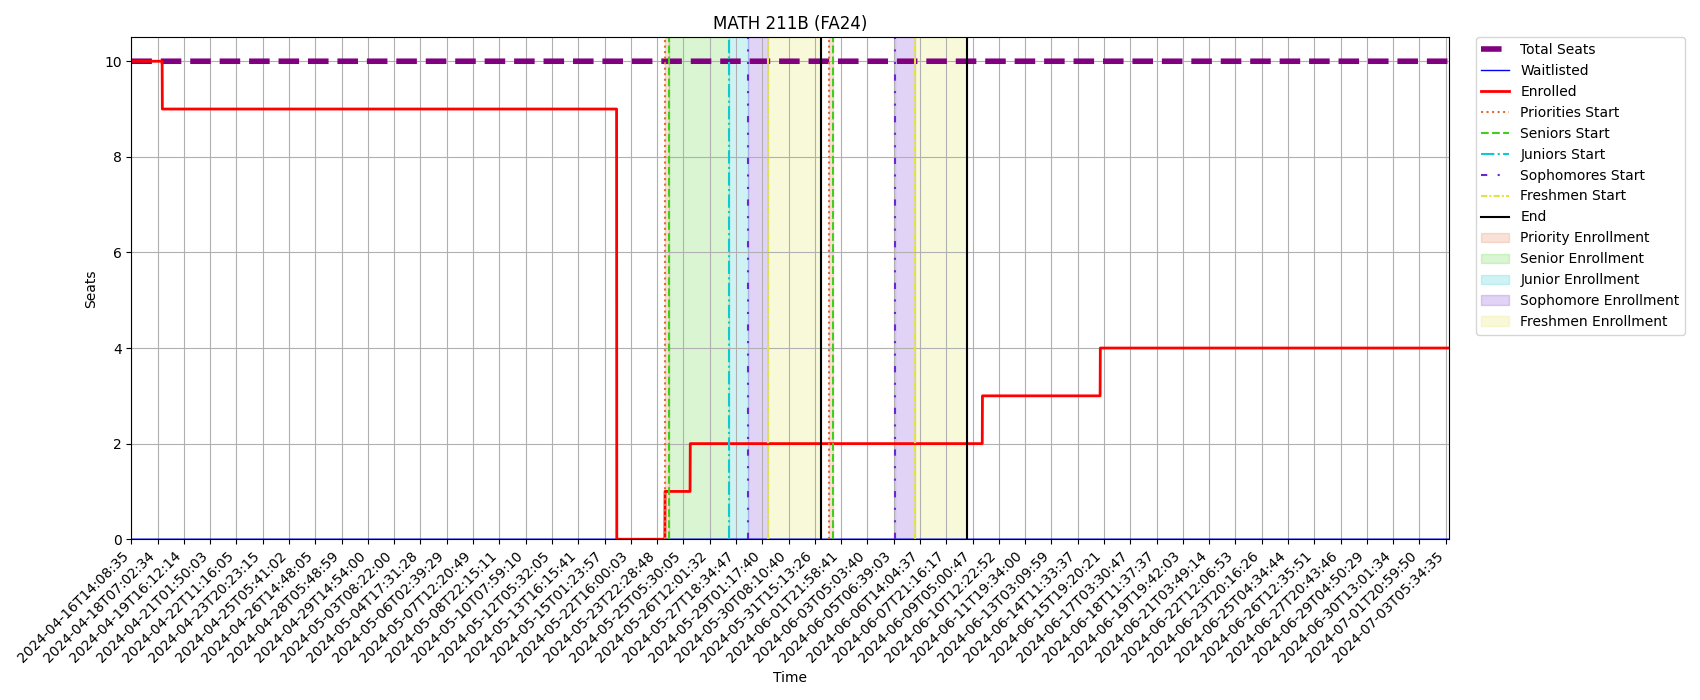 MATH 211B (FA24)
Seats
10
8
6
4
2
0
2024-04-16T14:08:35
2024-04-18T07:02:34
2024-04-19T16:12:14
2024-04-21T01:50:03
2024-04-22T11:16:05
2024-04-23T20:23:15
2024-04-25T05:41:02
2024-04-26T14:48:05
2024-04-28T05:48:59
2024-04-29T14:54:00
2024-05-03T08:22:00
2024-05-04T17:31:28
2024-05-06T02:39:29
2024-05-07T12:20:49
2024-05-08T22:15:11
2024-05-10T07:59:10
2024-05-12T05:32:05
2024-05-13T16:15:41
2024-05-15T01:23:57
2024-05-22T16:00:03
2024-05-23T22:28:48
2024-05-25T05:30:05
2024-05-26T12:01:32
2024-05-27T18:34:47
2024-05-29T01:17:40
2024-05-30T08:10:40
2024-05-31T15:13:26
2024-06-01T21:58:41
2024-06-03T05:03:40
2024-06-05T06:39:03
2024-06-06T14:04:37
2024-06-07T21:16:17
2024-06-09T05:00:47
2024-06-10T12:22:52
2024-06-11T19:34:00
2024-06-13T03:09:59
2024-06-14T11:33:37
2024-06-15T19:20:21
2024-06-17T03:30:47
2024-06-18T11:37:37
2024-06-19T19:42:03
2024-06-21T03:49:14
2024-06-22T12:06:53
2024-06-23T20:16:26
2024-06-25T04:34:44
2024-06-26T12:35:51
2024-06-27T20:43:46
2024-06-29T04:50:29
2024-06-30T13:01:34
2024-07-01T20:59:50
2024-07-03T05:34:35
Time
Total Seats
Waitlisted
Enrolled
Priorities Start
Seniors Start
Juniors Start
Sophomores Start
Freshmen Start
End
Priority Enrollment
Senior Enrollment
Junior Enrollment
Sophomore Enrollment
Freshmen Enrollment